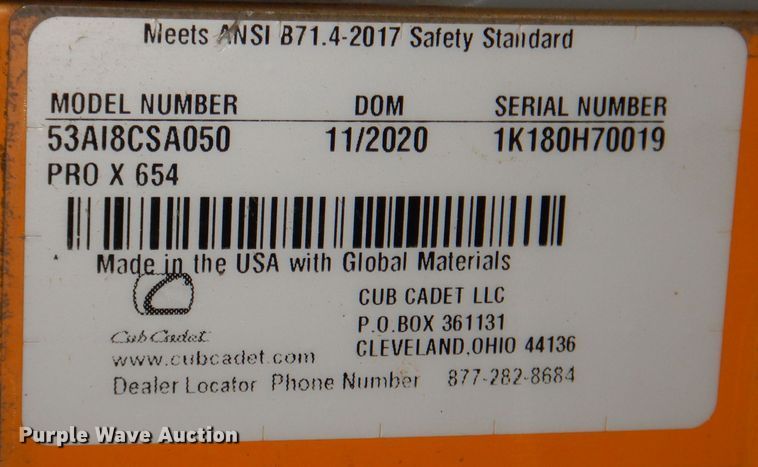 Meets ANSI B71.4-2017 Safety Standard
MODEL NUMBER DOM SERIAL NUMBER
53AI8CSA050 11/2020 1K180H70019
PRO X 654
Made in the USA with Global Materials
CUB CADET LLC
P.O.BOX 361131
CLEVELAND,OHIO 44136
Cub Cadet
www.cubcadet.com
Dealer Locator Phone Number 877-282-8684
Purple Wave Auction